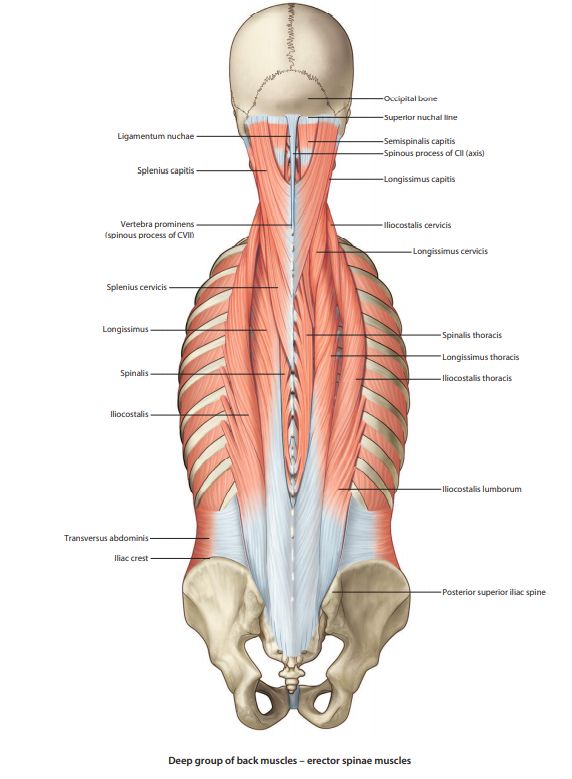 Occipital bone
Superior nuchal line
Ligamentum nuchae
Semispinalis capitis
Spinous process of CII (axis)
Splenius capitis
Longissimus capitis
Vertebra prominens
(spinous process of CVII)
Iliocostalis cervicis
Longissimus cervicis
Splenius cervicis
Longissimus
Spinalis thoracis
Longissimus thoracis
Spinalis
Iliocostalis thoracis
Iliocostalis
Iliocostalis lumborum
Transversus abdominis
Iliac crest
Posterior superior iliac spine
Deep group of back muscles – erector spinae muscles